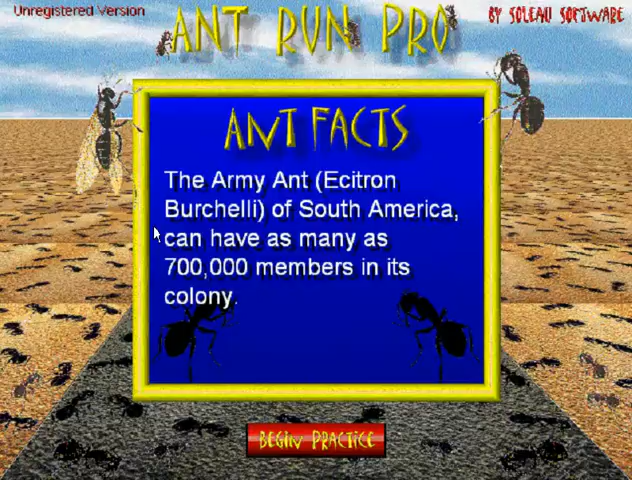 Unregistered Version
ANT RUN PRO
BY SOLEAU SOFTWARE
ANT FACTS
The Army Ant (Ecitron
Burchelli) of South America,
can have as many as
700,000 members in its
colony.
BEGIN PRACTICE